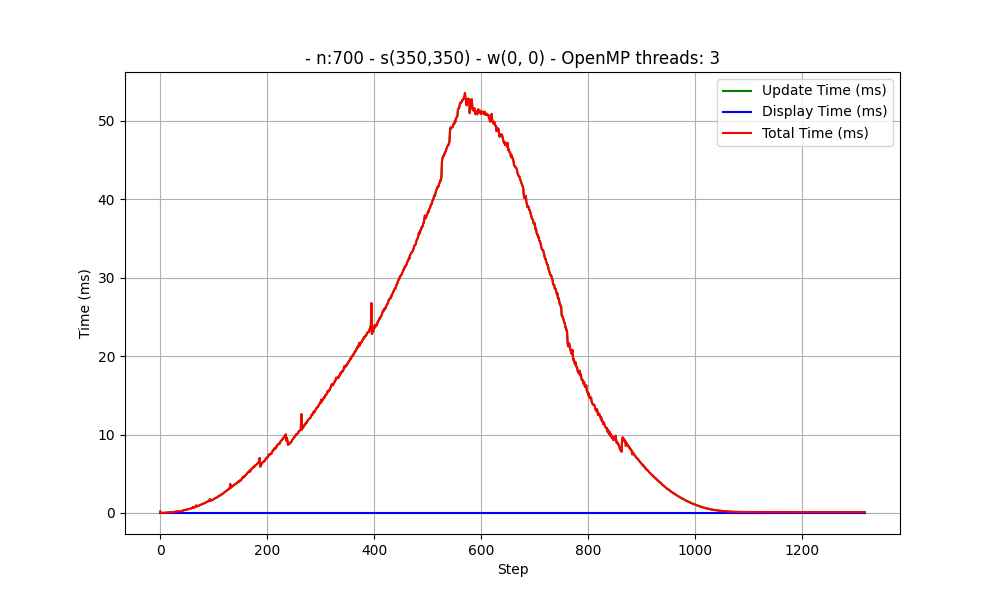 - n:700 - s(350,350) - w(0, 0) - OpenMP threads: 3
Update Time (ms)
Display Time (ms)
Total Time (ms)
Time (ms)
50
40
30
20
10
0
0 200 400 600 800 1000 1200
Step